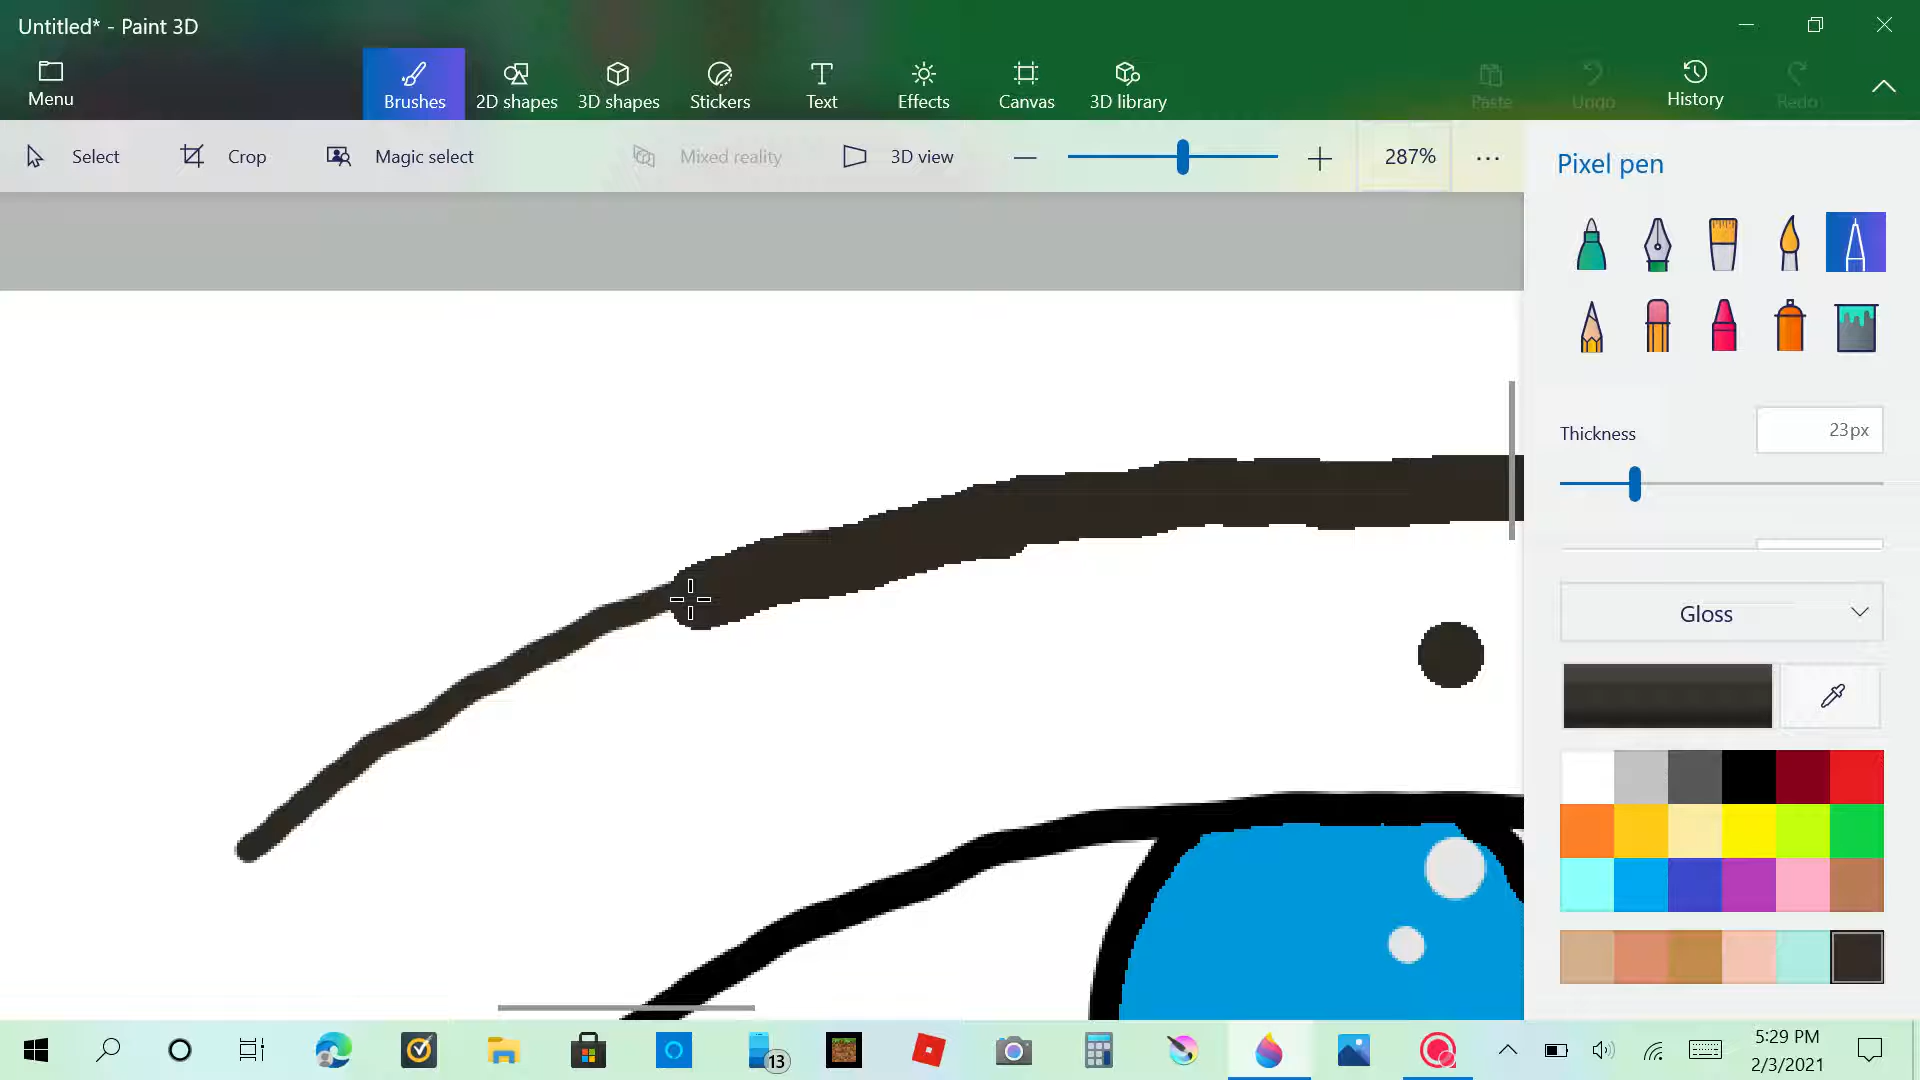 Untitled* - Paint 3D
Menu
Brushes
2D shapes
3D shapes
Stickers
Text
Effects
Canvas
3D library
Paste
Undo
History
Redo
Select
Crop
Magic select
Mixed reality
3D view
287%
Pixel pen
Thickness
23px
Gloss
13
5:29 PM
2/3/2021